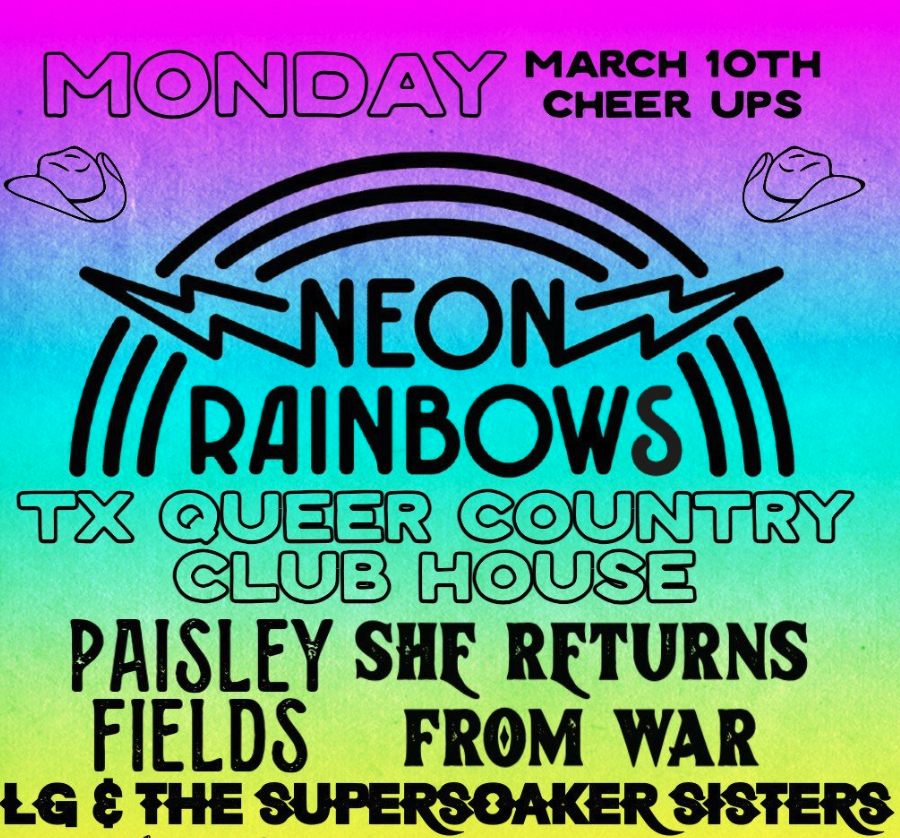 MONDAY
MARCH 10TH
CHEER UPS
NEON
RAINBOWS
TX QUEER COUNTRY
CLUB HOUSE
PAISLEY
FIELDS
SHE RETURNS
FROM WAR
LG & THE SUPERSOAKER SISTERS